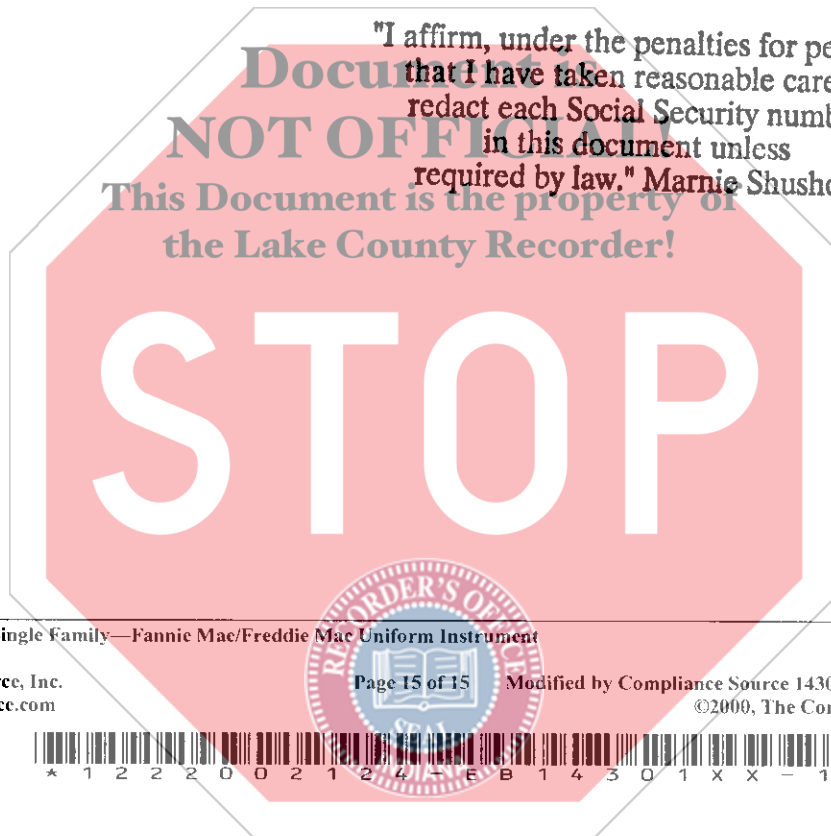 "I affirm, under the penalties for pe
that I have taken reasonable care
redact each Social Security numb
in this document unless
required by law." Marnie Shusho
Document is
NOT OFFICIAL!
This Document is the property of
the Lake County Recorder!
STOP
RECORDER'S OFFICE
SEAL
INDIANA
ingle Family—Fannie Mae/Freddie Mac Uniform Instrument
ce, Inc.
Page 15 of 15
Modified by Compliance Source 1430
ce.com
©2000, The Con
* 1 2 2 2 0 0 2 1 2 4 - E B 1 4 3 0 1 X X - 1